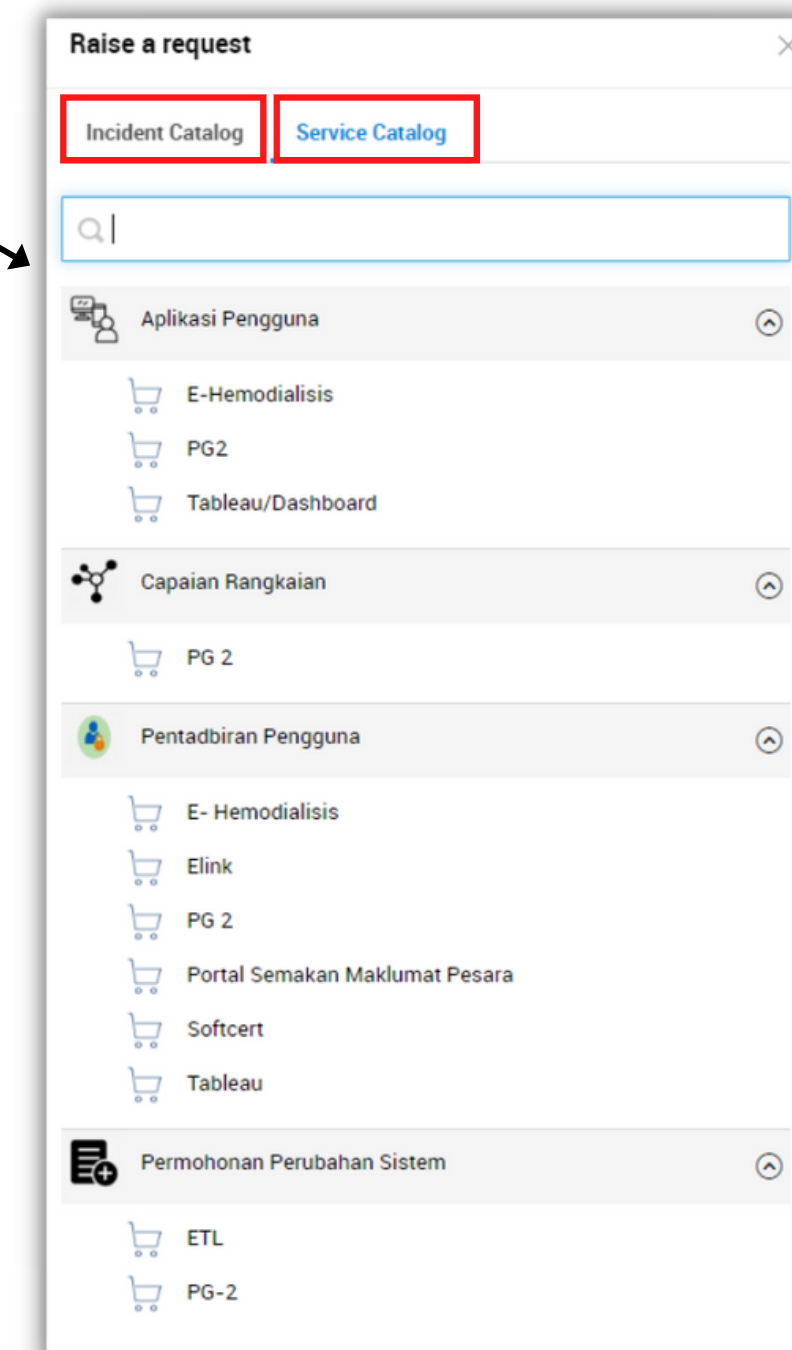 Raise a request
Incident Catalog Service Catalog
Aplikasi Pengguna
E-Hemodialisis
PG2
Tableau/Dashboard
Capaian Rangkaian
PG 2
Pentadbiran Pengguna
E- Hemodialisis
Elink
PG 2
Portal Semakan Maklumat Pesara
Softcert
Tableau
Permohonan Perubahan Sistem
ETL
PG-2